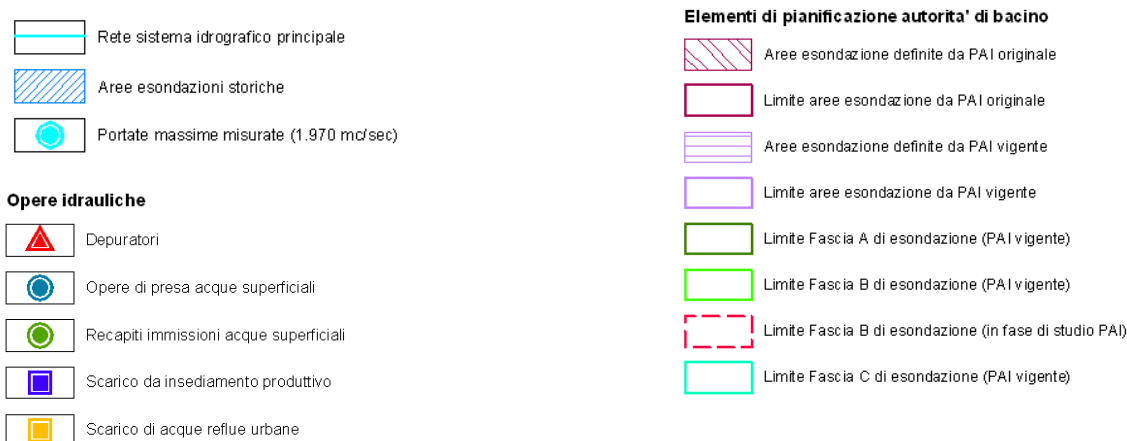 Rete sistema idrografico principale
Aree esondazioni storiche
Portate massime misurate (1.970 mc/sec)
Opere idrauliche
Depuratori
Opere di presa acque superficiali
Recapiti immissioni acque superficiali
Scarico da insediamento produttivo
Scarico di acque reflue urbane
Elementi di pianificazione autorita' di bacino
Aree esondazione definite da PAI originale
Limite aree esondazione da PAI originale
Aree esondazione definite da PAI vigente
Limite aree esondazione da PAI vigente
Limite Fascia A di esondazione (PAI vigente)
Limite Fascia B di esondazione (PAI vigente)
Limite Fascia B di esondazione (in fase di studio PAI)
Limite Fascia C di esondazione (PAI vigente)